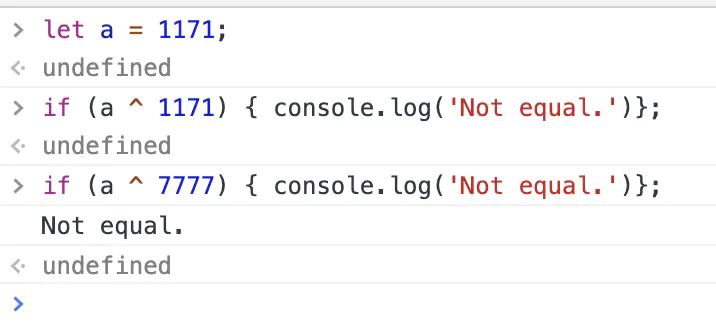 > let a = 1171;
<· undefined
> if (a ^ 1171) { console.log('Not equal.')};
<· undefined
> if (a ^ 7777) { console.log('Not equal.')};
Not equal.
<· undefined
>